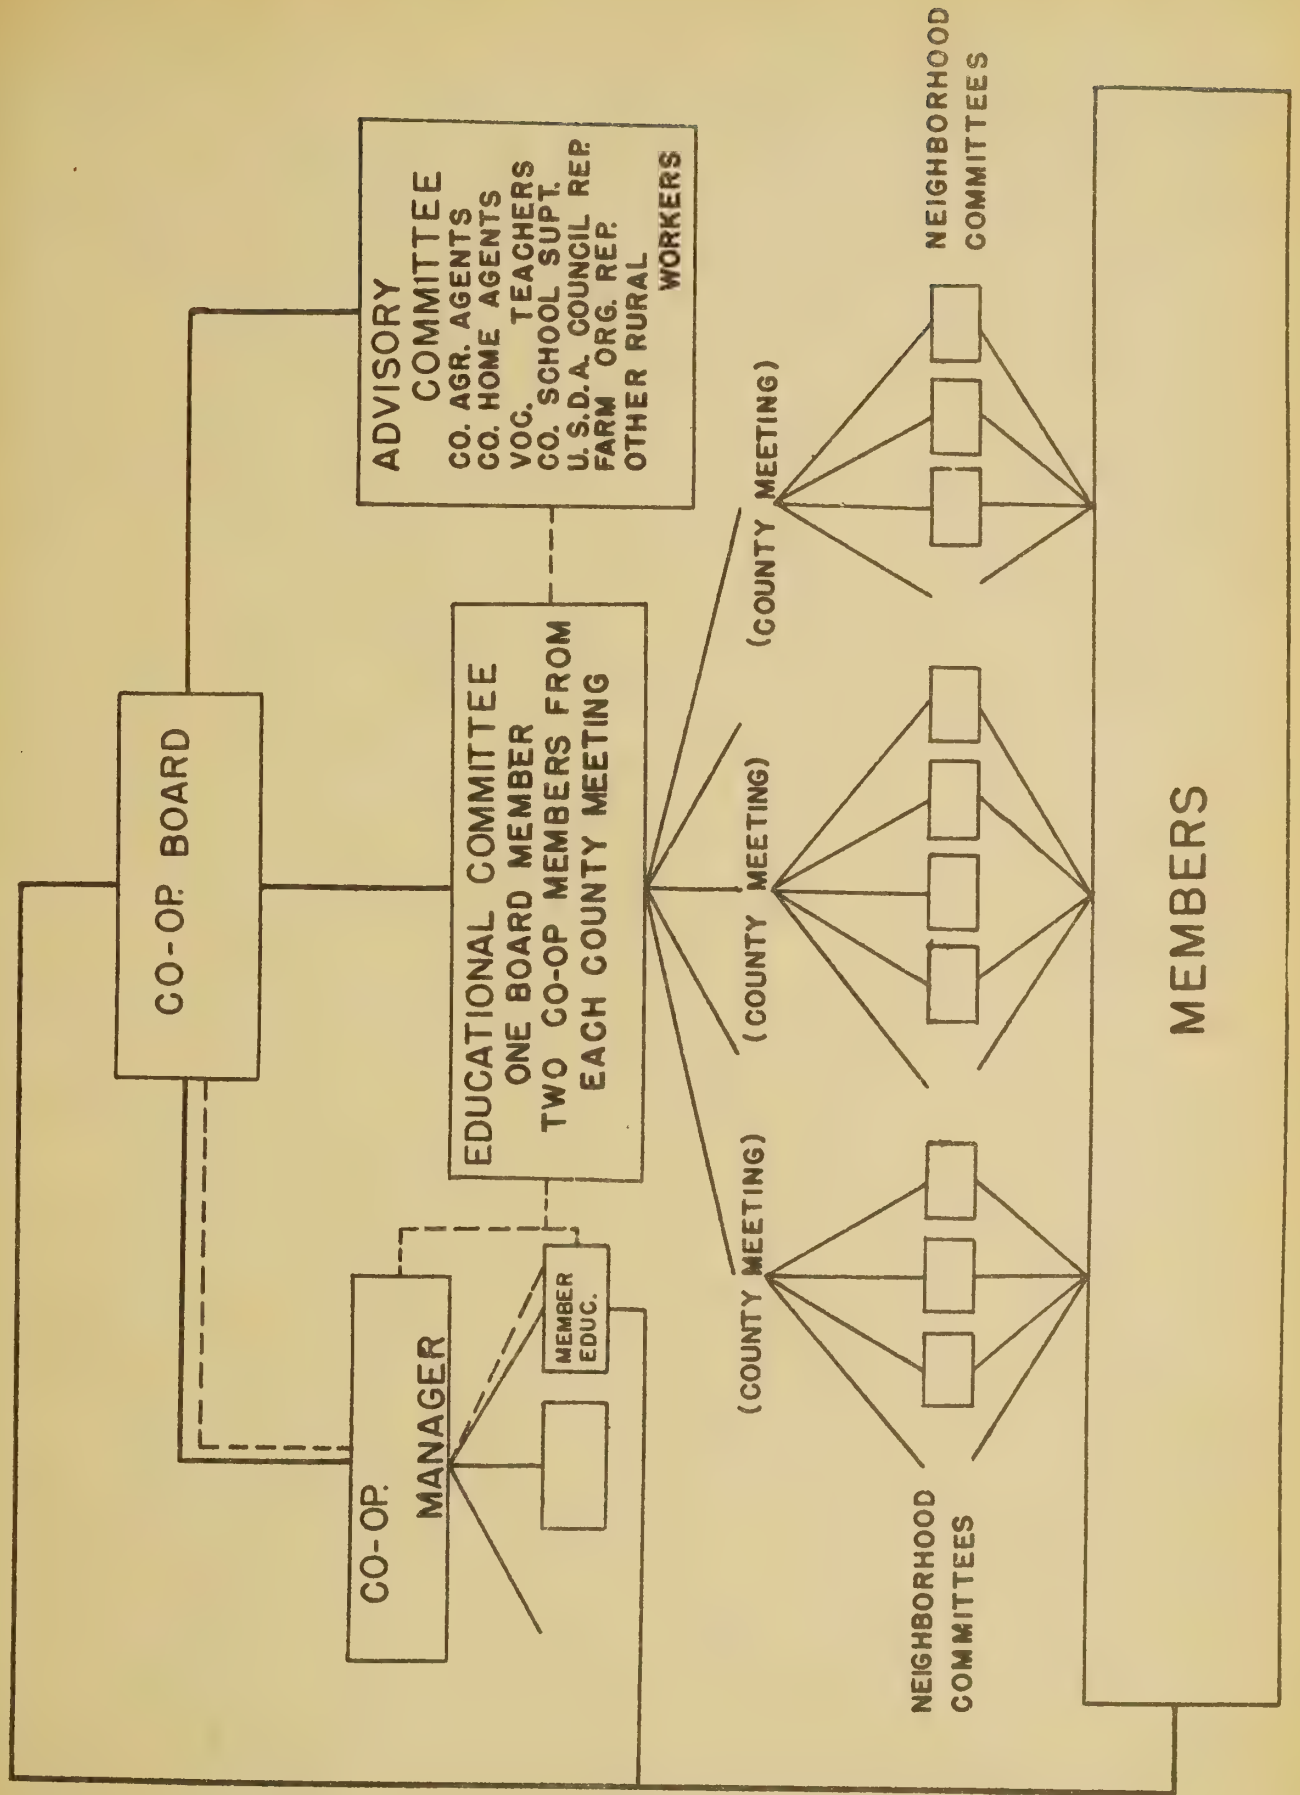 CO-OP. BOARD
CO-OP.
MANAGER
MEMBER
EDUC.
EDUCATIONAL COMMITTEE
ONE BOARD MEMBER
TWO CO-OP MEMBERS FROM
EACH COUNTY MEETING
ADVISORY
COMMITTEE
CO. AGR. AGENTS
CO. HOME AGENTS
VOC. TEACHERS
CO. SCHOOL SUPT.
U.S.D.A. COUNCIL REP.
FARM ORG. REP.
OTHER RURAL
WORKERS
(COUNTY MEETING)
(COUNTY MEETING)
(COUNTY MEETING)
NEIGHBORHOOD
COMMITTEES
NEIGHBORHOOD
COMMITTEES
MEMBERS